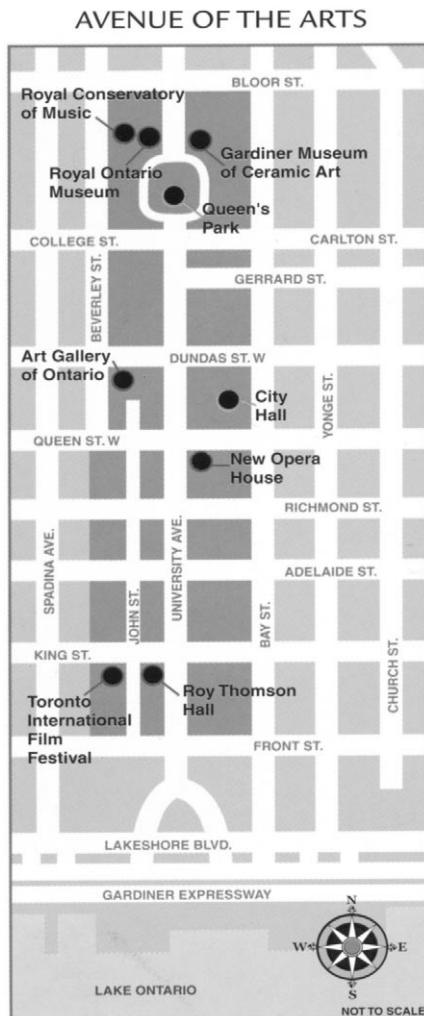 AVENUE OF THE ARTS
BLOOR ST.
Royal Conservatory
of Music
Royal Ontario
Museum
Gardiner Museum
of Ceramic Art
Queen's
Park
COLLEGE ST.
CARLTON ST.
GERRARD ST.
BEVERLEY ST.
DUNDAS ST. W
Art Gallery
of Ontario
City
Hall
YONGE ST.
QUEEN ST. W
New Opera
House
RICHMOND ST.
SPADINA AVE.
UNIVERSITY AVE.
ADELAIDE ST.
JOHN ST.
BAY ST.
CHURCH ST.
KING ST.
Toronto
International
Film
Festival
Roy Thomson
Hall
FRONT ST.
LAKESHORE BLVD.
GARDINER EXPRESSWAY
N
W
E
S
LAKE ONTARIO
NOT TO SCALE